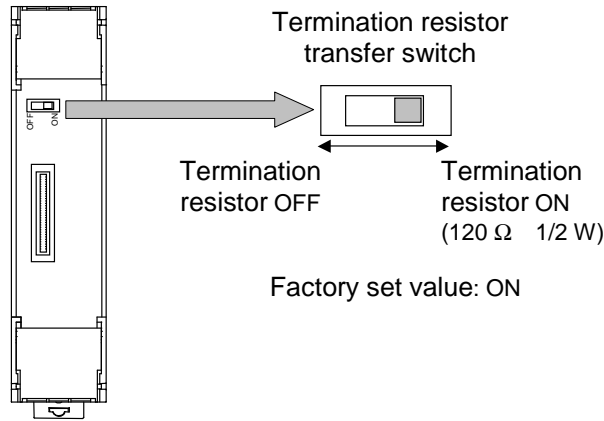 Termination resistor
transfer switch
OFF
ON
Termination
resistor OFF
Termination
resistor ON
(120 Ω 1/2 W)
Factory set value: ON